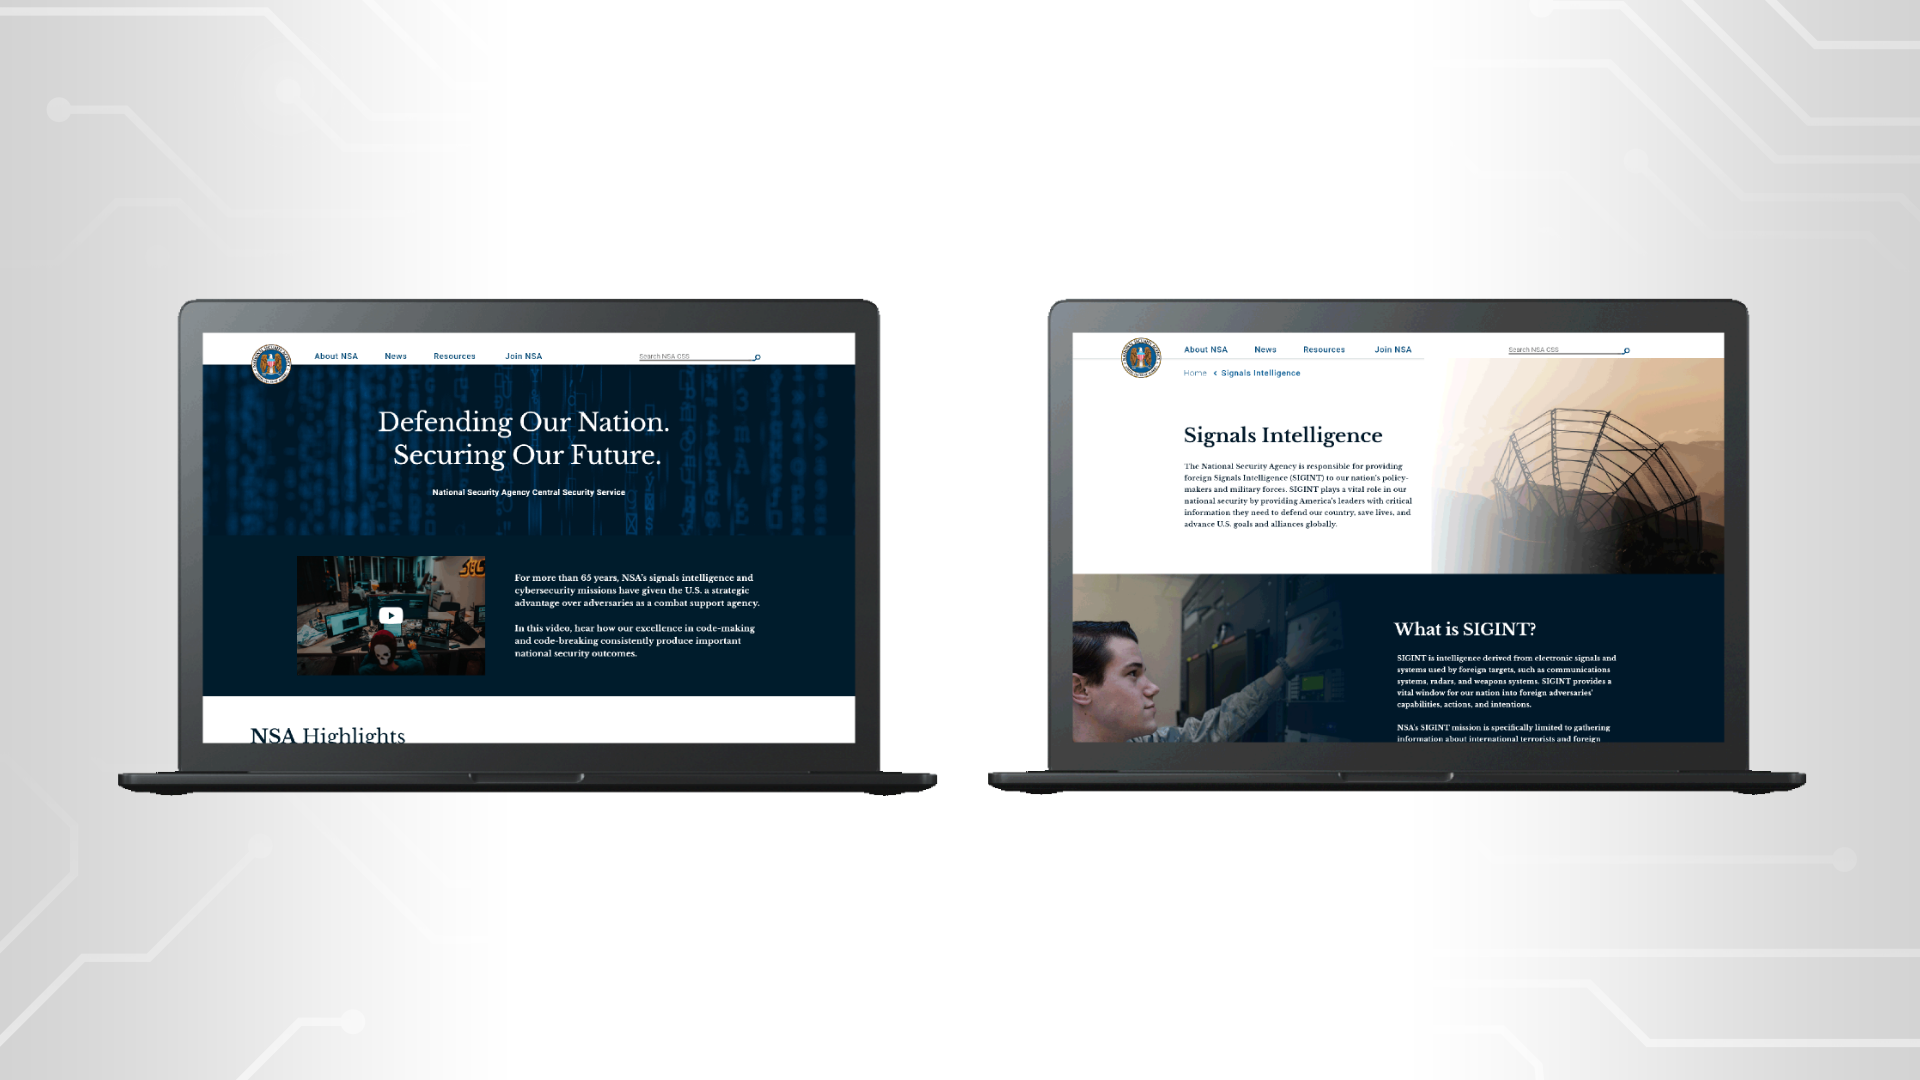 About NSA
News
Resources
Join NSA
Search NSA CSS
Defending Our Nation.
Securing Our Future.
National Security Agency Central Security Service
For more than 65 years, NSA's signals intelligence and
cybersecurity missions have given the U.S. a strategic
advantage over adversaries as a combat support agency.
In this video, hear how our excellence in code-making
and code-breaking consistently produce important
national security outcomes.
NSA Highlights
About NSA
News
Resources
Join NSA
Search NSA CSS
Home < Signals Intelligence
Signals Intelligence
The National Security Agency is responsible for providing
foreign Signals Intelligence (SIGINT) to our nation's policy-
makers and military forces. SIGINT plays a vital role in our
national security by providing America's leaders with critical
information they need to defend our country, save lives, and
advance U.S. goals and alliances globally.
What is SIGINT?
SIGINT is intelligence derived from electronic signals and
systems used by foreign targets, such as communications
systems, radars, and weapons systems. SIGINT provides a
vital window for our nation into foreign adversaries'
capabilities, actions, and intentions.
NSA's SIGINT mission is specifically limited to gathering
information about international terrorists and foreign